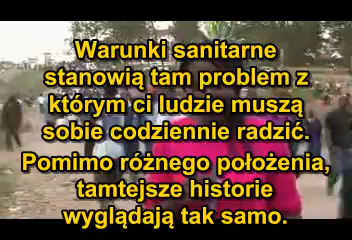 Warunki sanitarne
stanowią tam problem z
którym ci ludzie muszą
sobie codziennie radzić.
Pomimo różnego położenia,
tamtejsze historie
wyglądają tak samo.